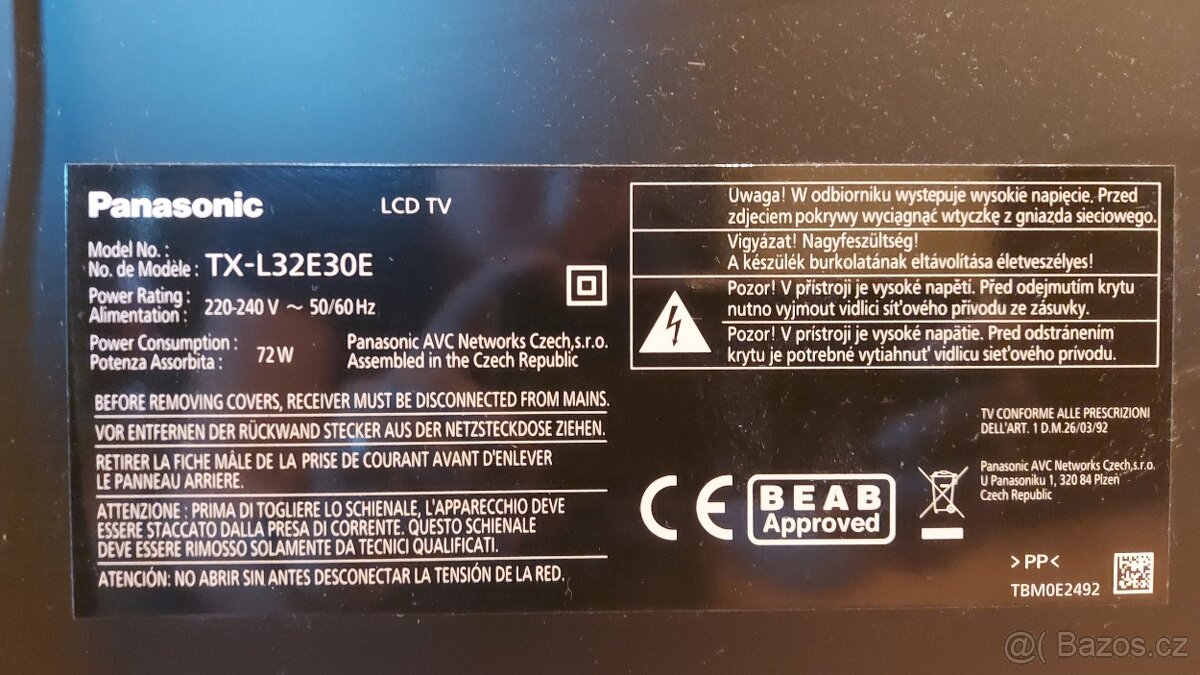 Panasonic
LCD TV
Model No. :
No. de Modèle : TX-L32E30E
Power Rating :
Alimentation : 220-240 V ~ 50/60 Hz
Power Consumption :
Potenza Assorbita : 72 W
Panasonic AVC Networks Czech,s.r.o.
Assembled in the Czech Republic
BEFORE REMOVING COVERS, RECEIVER MUST BE DISCONNECTED FROM MAINS.
VOR ENTFERNEN DER RÜCKWAND STECKER AUS DER NETZSTECKDOSE ZIEHEN.
RETIRER LA FICHE MÂLE DE LA PRISE DE COURANT AVANT D'ENLEVER
LE PANNEAU ARRIERE.
ATTENZIONE : PRIMA DI TOGLIERE LO SCHIENALE, L'APPARECCHIO DEVE
ESSERE STACCATO DALLA PRESA DI CORRENTE. QUESTO SCHIENALE
DEVE ESSERE RIMOSSO SOLAMENTE DA TECNICI QUALIFICATI.
ATENCIÓN: NO ABRIR SIN ANTES DESCONECTAR LA TENSIÓN DE LA RED.
Uwaga! W odbiorniku wystepuje wysokie napięcie. Przed
zdjeciem pokrywy wyciągnąć wtyczkę z gniazda sieciowego.
Vigyázat! Nagyfeszültség!
A készülék burkolatának eltávolítása életveszélyes!
Pozor! V přístroji je vysoké napětí. Před odejmutím krytu
nutno vyjmout vidlici síťového přívodu ze zásuvky.
Pozor! V prístroji je vysoké napätie. Pred odstránením
krytu je potrebné vytiahnuť vidlicu sieťového prívodu.
TV CONFORME ALLE PRESCRIZIONI
DELL'ART. 1 D.M.26/03/92
CE
BEAB
Approved
Panasonic AVC Networks Czech,s.r.o.
U Panasoniku 1, 320 84 Plzeň
Czech Republic
>PP<
TBM0E2492
@( Bazos.cz